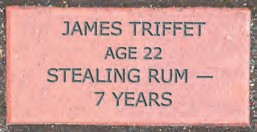 JAMES TRIFFET
AGE 22
STEALING RUM —
7 YEARS